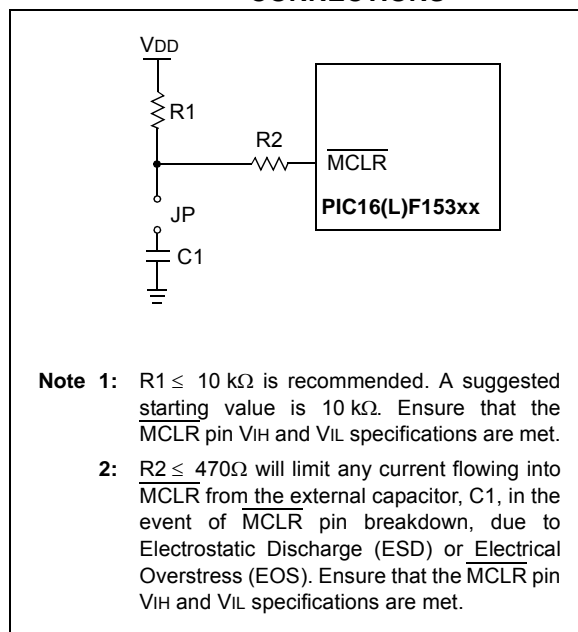 VDD
R1
R2
MCLR
PIC16(L)F153xx
JP
C1
Note 1: R1 ≤ 10 kΩ is recommended. A suggested
starting value is 10 kΩ. Ensure that the
MCLR pin VIH and VIL specifications are met.
2: R2 ≤ 470Ω will limit any current flowing into
MCLR from the external capacitor, C1, in the
event of MCLR pin breakdown, due to
Electrostatic Discharge (ESD) or Electrical
Overstress (EOS). Ensure that the MCLR pin
VIH and VIL specifications are met.